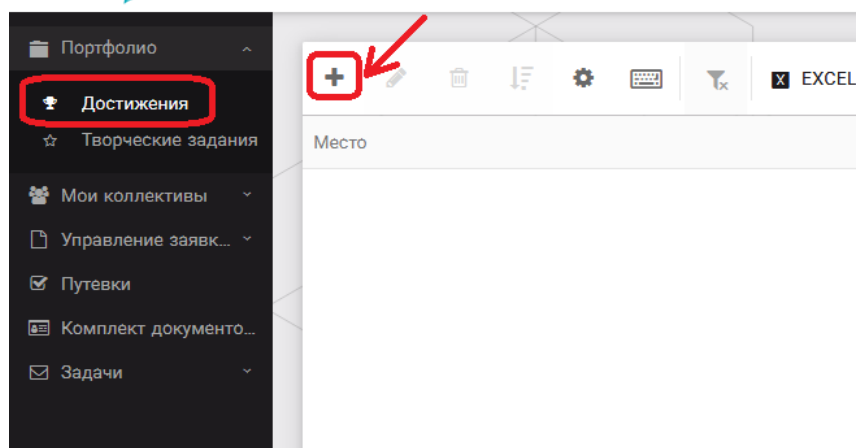 Портфолио
Достижения
Творческие задания
Мои коллективы
Управление заявк...
Путевки
Комплект документо...
Задачи
X EXCEL
Место